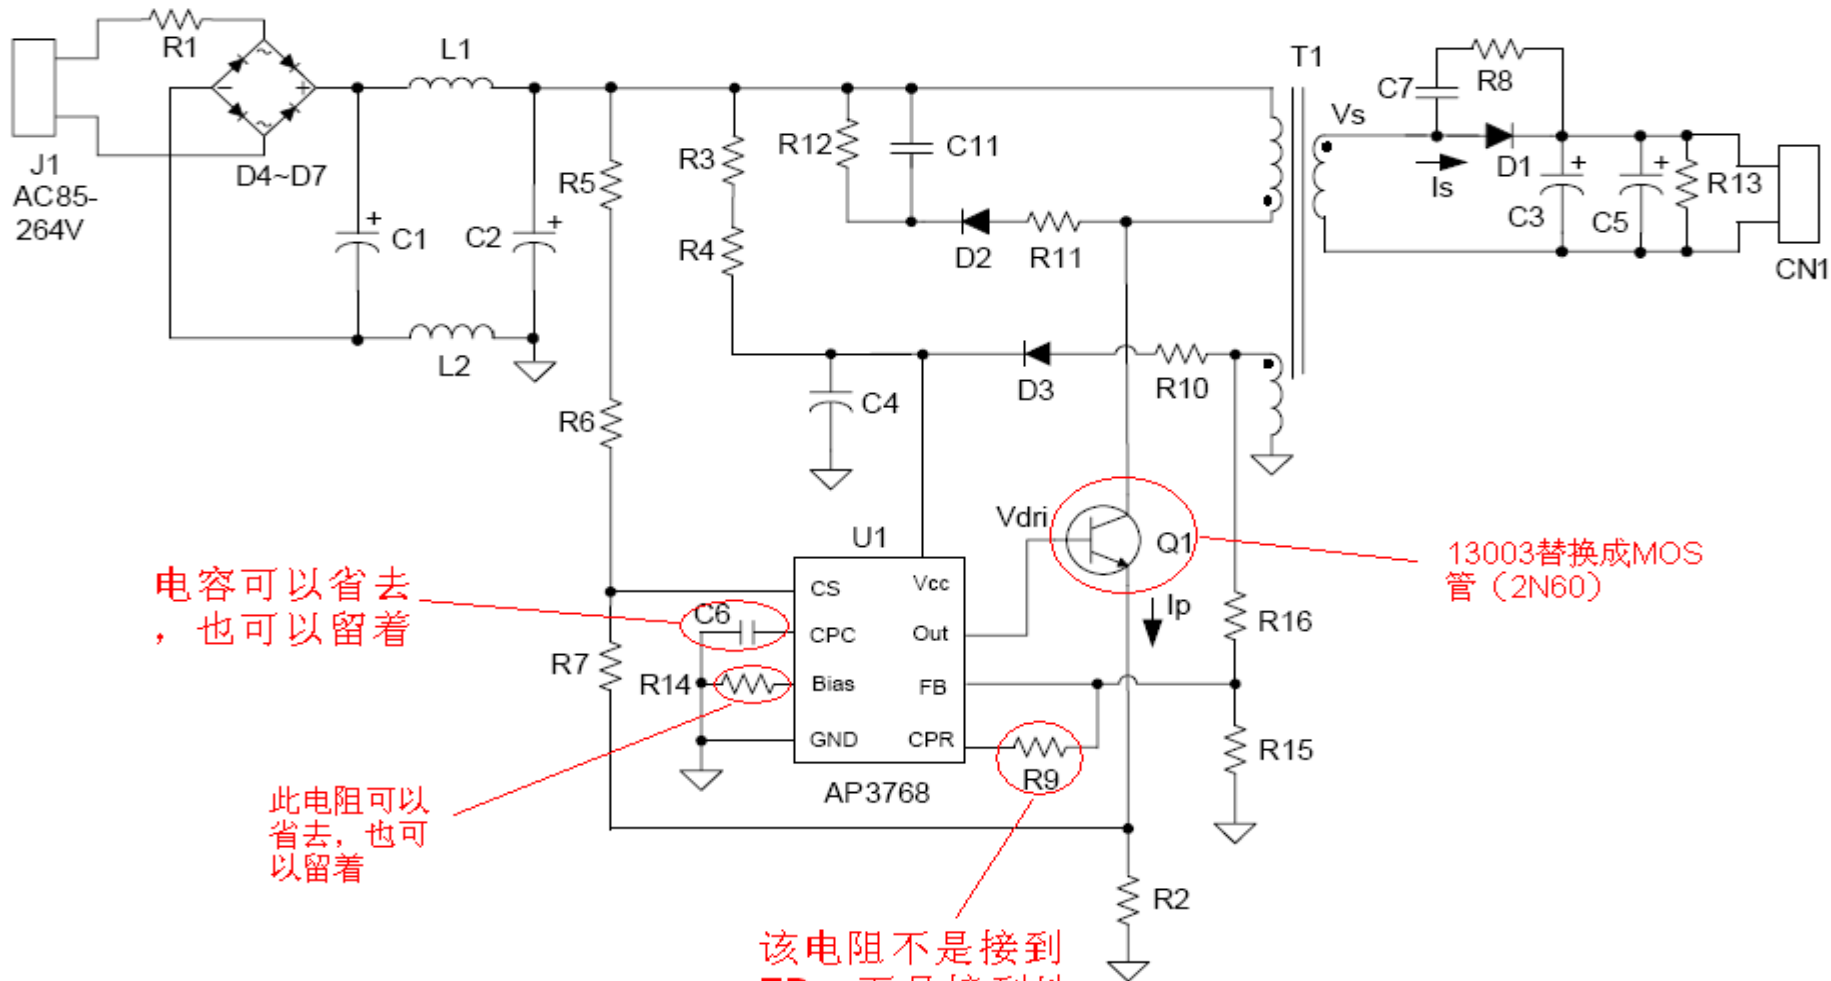 R1
L1
T1
J1
AC85-
264V
D4~D7
C1
C2
L2
R5
R3
R4
R12
C11
D2
R11
Vs
C7
R8
Is
D1
C3
C5
R13
CN1
R6
C4
D3
R10
Vdri
Q1
Ip
13003替换成MOS
管（2N60）
U1
CS
Vcc
CPC
Out
Bias
FB
GND
CPR
AP3768
电容可以省去
，也可以留着
C6
R7
R14
R16
R15
R9
R2
此电阻可以
省去，也可
以留着
该电阻不是接到